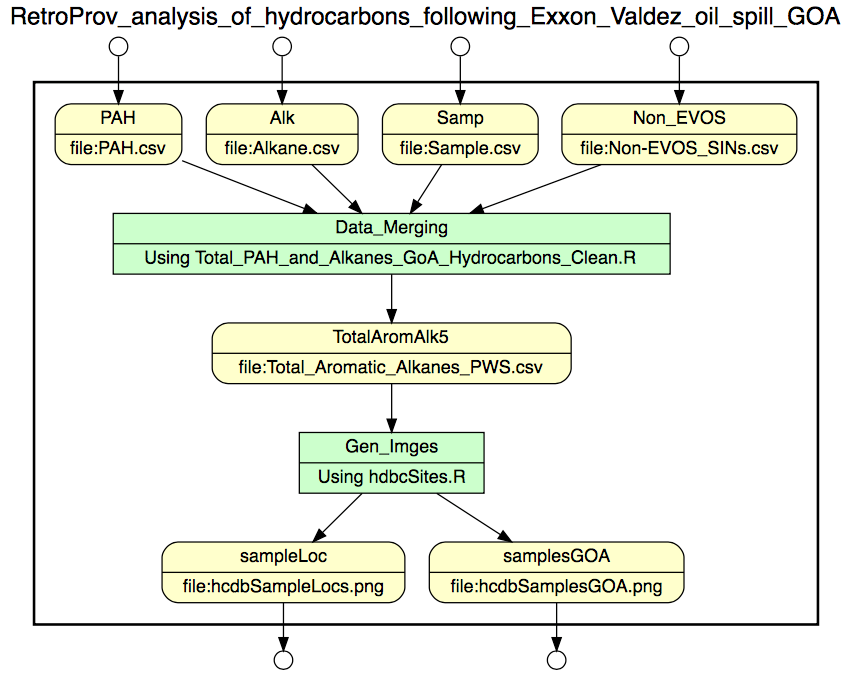 RetroProv_analysis_of_hydrocarbons_following_Exxon_Valdez_oil_spill_GOA
PAH
file:PAH.csv
Alk
file:Alkane.csv
Samp
file:Sample.csv
Non_EVOS
file:Non-EVOS_SINs.csv
Data_Merging
Using Total_PAH_and_Alkanes_GoA_Hydrocarbons_Clean.R
TotalAromAlk5
file:Total_Aromatic_Alkanes_PWS.csv
Gen_Imges
Using hdbcSites.R
sampleLoc
file:hcdbSampleLocs.png
samplesGOA
file:hcdbSamplesGOA.png